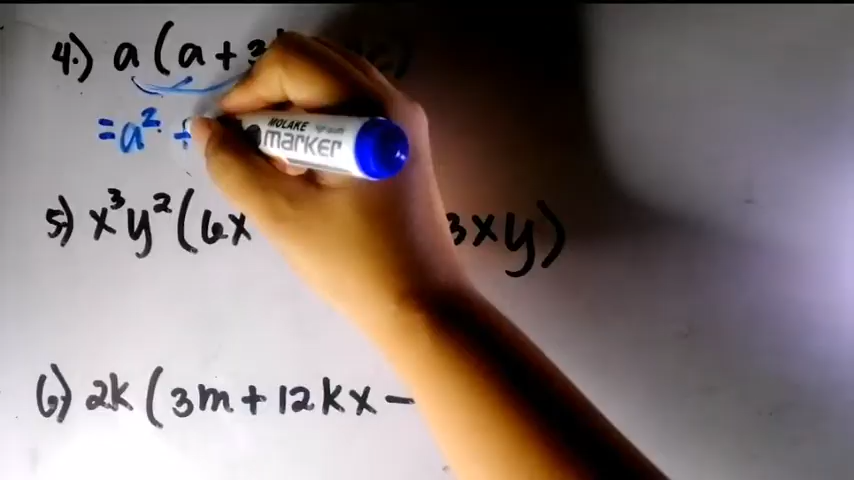 4.) a (a + 3
= a². +
MOLAKE
marker
5) x³y² (6x 3xy)
6) 2k (3m + 12kx -